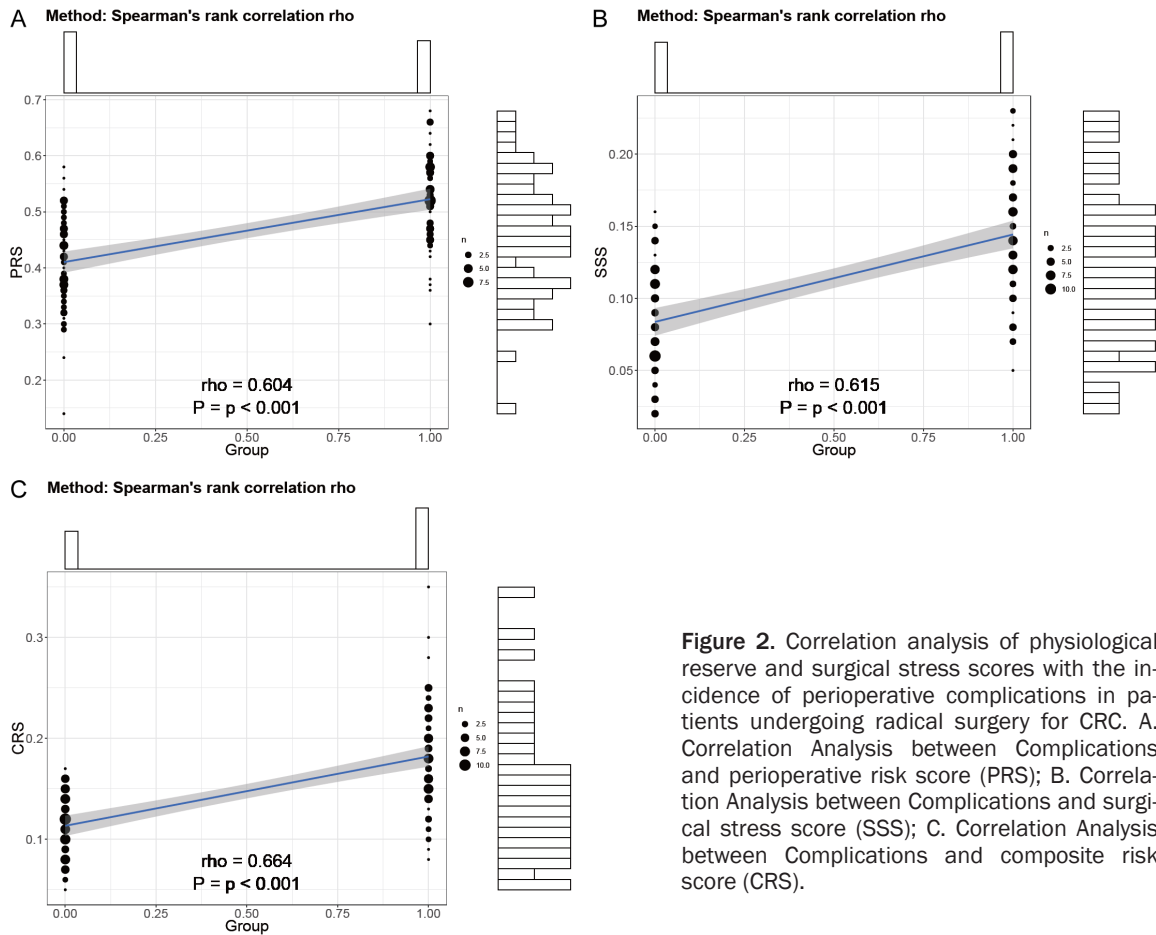 A Method: Spearman's rank correlation rho
0.7
0.6
0.5
0.4
0.3
0.2
PRS
rho = 0.604
P = p < 0.001
0.00 0.25 0.50 0.75 1.00
Group
n
2.5
5.0
7.5
B Method: Spearman's rank correlation rho
0.20
0.15
0.10
0.05
SSS
rho = 0.615
P = p < 0.001
0.00 0.25 0.50 0.75 1.00
Group
n
2.5
5.0
7.5
10.0
C Method: Spearman's rank correlation rho
0.3
0.2
0.1
CRS
rho = 0.664
P = p < 0.001
0.00 0.25 0.50 0.75 1.00
Group
n
2.5
5.0
7.5
10.0
Figure 2. Correlation analysis of physiological
reserve and surgical stress scores with the in-
cidence of perioperative complications in pa-
tients undergoing radical surgery for CRC. A.
Correlation Analysis between Complications
and perioperative risk score (PRS); B. Correla-
tion Analysis between Complications and surgi-
cal stress score (SSS); C. Correlation Analysis
between Complications and composite risk
score (CRS).